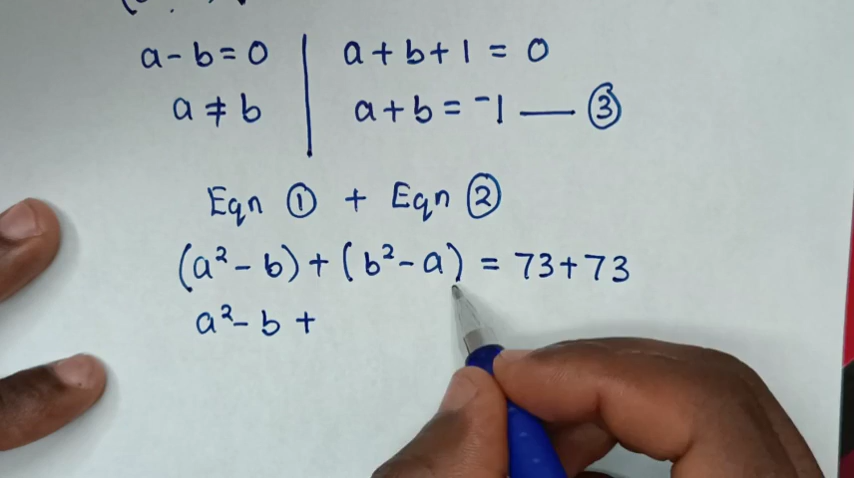 a - b = 0 | a + b + 1 = 0
a ≠ b | a + b = ⁻1 — ③
Eqn ① + Eqn ②
(a² - b) + (b² - a) = 73 + 73
a² - b +